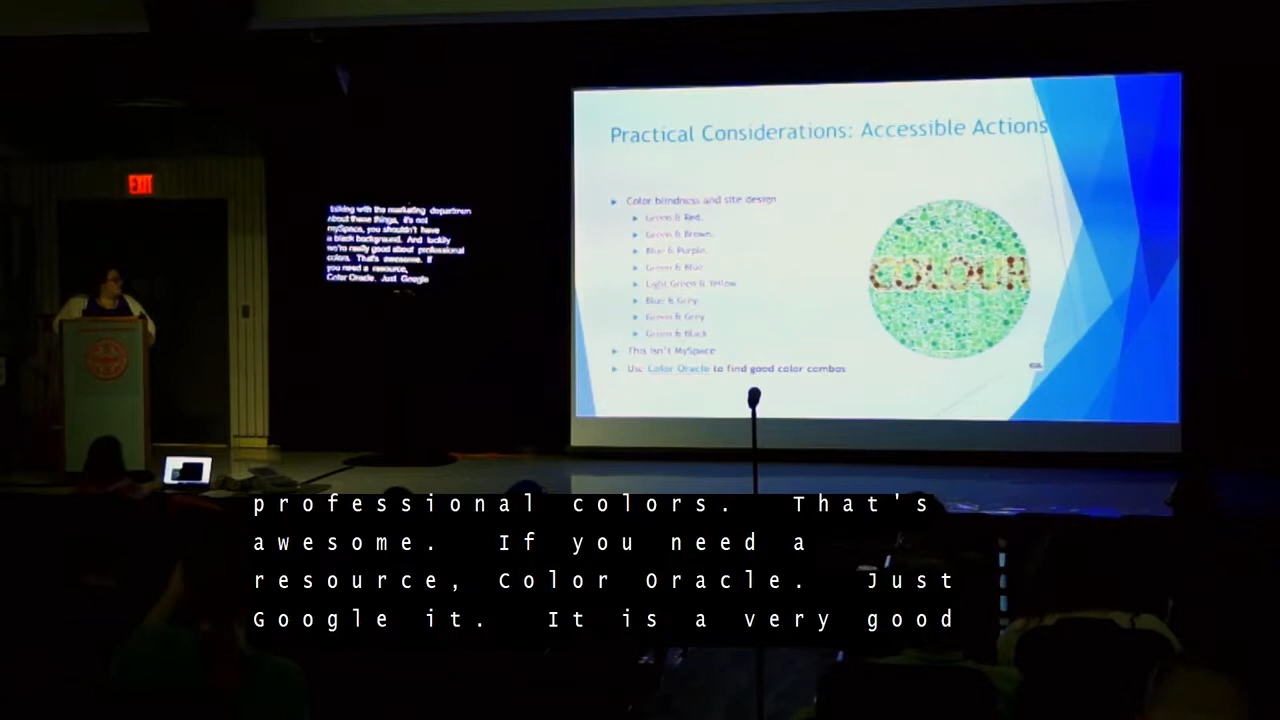 EXIT
talking with the marketing departmen
About these things, it's not
mySpace, you shouldn't have
a black background. And luckily
we're really good about professional
colors. That's awesome. If
you need a resource,
Color Oracle. Just Google
Practical Considerations: Accessible Actions
Color blindness and site design
Green & Red.
Green & Brown.
Blue & Purple.
Green & Blue
Light Green & Yellow
Blue & Grey
Green & Grey
Green & Black
This isn't MySpace
Use Color Oracle to find good color combos
COLOUR
professional colors. That's
awesome. If you need a
resource, Color Oracle. Just
Google it. It is a very good